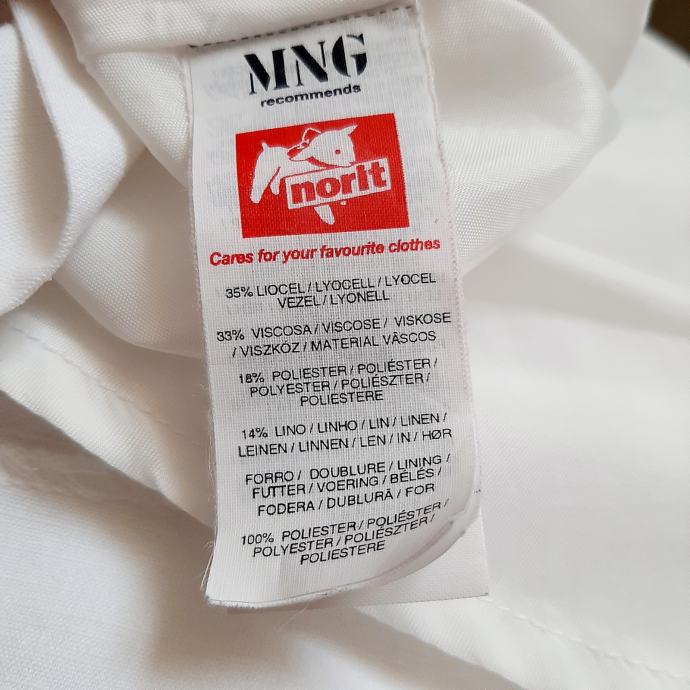 MNG
recommends
norit
Cares for your favourite clothes
35% LIOCEL / LYOCELL / LYOCEL
VEZEL / LYONELL
33% VISCOSA / VISCOSE / VISKOSE
/ VISZKÓZ / MATERIAL VÂSCOS
18% POLIESTER / POLIÉSTER /
POLYESTER / POLIÉSZTER /
POLIESTERE
14% LINO / LINHO / LIN / LINEN /
LEINEN / LINNEN / LEN / IN / HØR
FORRO / DOUBLURE / LINING /
FUTTER / VOERING / BÉLÉS /
FODERA / DUBLURĂ / FOR
100% POLIESTER / POLIÉSTER /
POLYESTER / POLIÉSZTER /
POLIESTERE